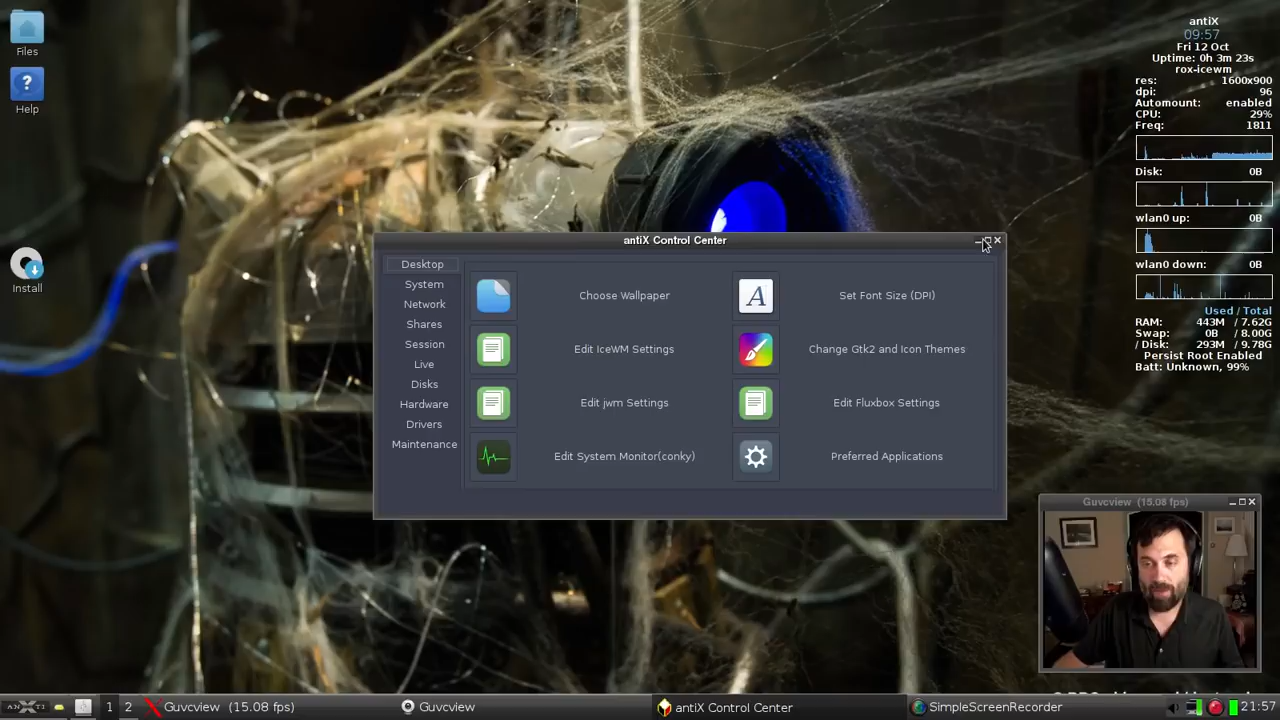 Files
Help
Install
antiX
09:57
Fri 12 Oct
Uptime: 0h 3m 23s
rox-icewm
res: 1600x900
dpi: 96
Automount: enabled
CPU: 29%
Freq: 1811
Disk: 0B
wlan0 up: 0B
wlan0 down: 0B
Used / Total
RAM: 443M / 7.62G
Swap: 0B / 8.00G
/ Disk: 293M / 9.78G
Persist Root Enabled
Batt: Unknown, 99%
antiX Control Center
Desktop
System
Network
Shares
Session
Live
Disks
Hardware
Drivers
Maintenance
Choose Wallpaper
Set Font Size (DPI)
Edit IceWM Settings
Change Gtk2 and Icon Themes
Edit jwm Settings
Edit Fluxbox Settings
Edit System Monitor(conky)
Preferred Applications
Guvcview (15.08 fps)
1 2 Guvcview (15.08 fps) Guvcview antiX Control Center SimpleScreenRecorder 21:57